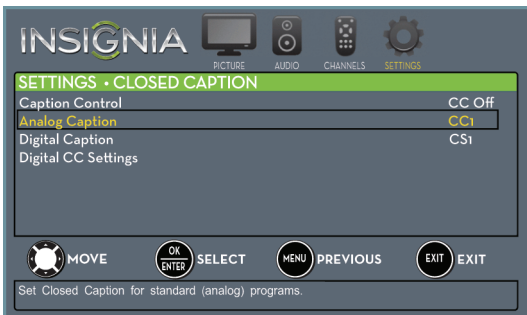 INSIGNIA
PICTURE AUDIO CHANNELS SETTINGS
SETTINGS • CLOSED CAPTION
Caption Control CC Off
Analog Caption CC1
Digital Caption CS1
Digital CC Settings
MOVE OK ENTER SELECT MENU PREVIOUS EXIT EXIT
Set Closed Caption for standard (analog) programs.